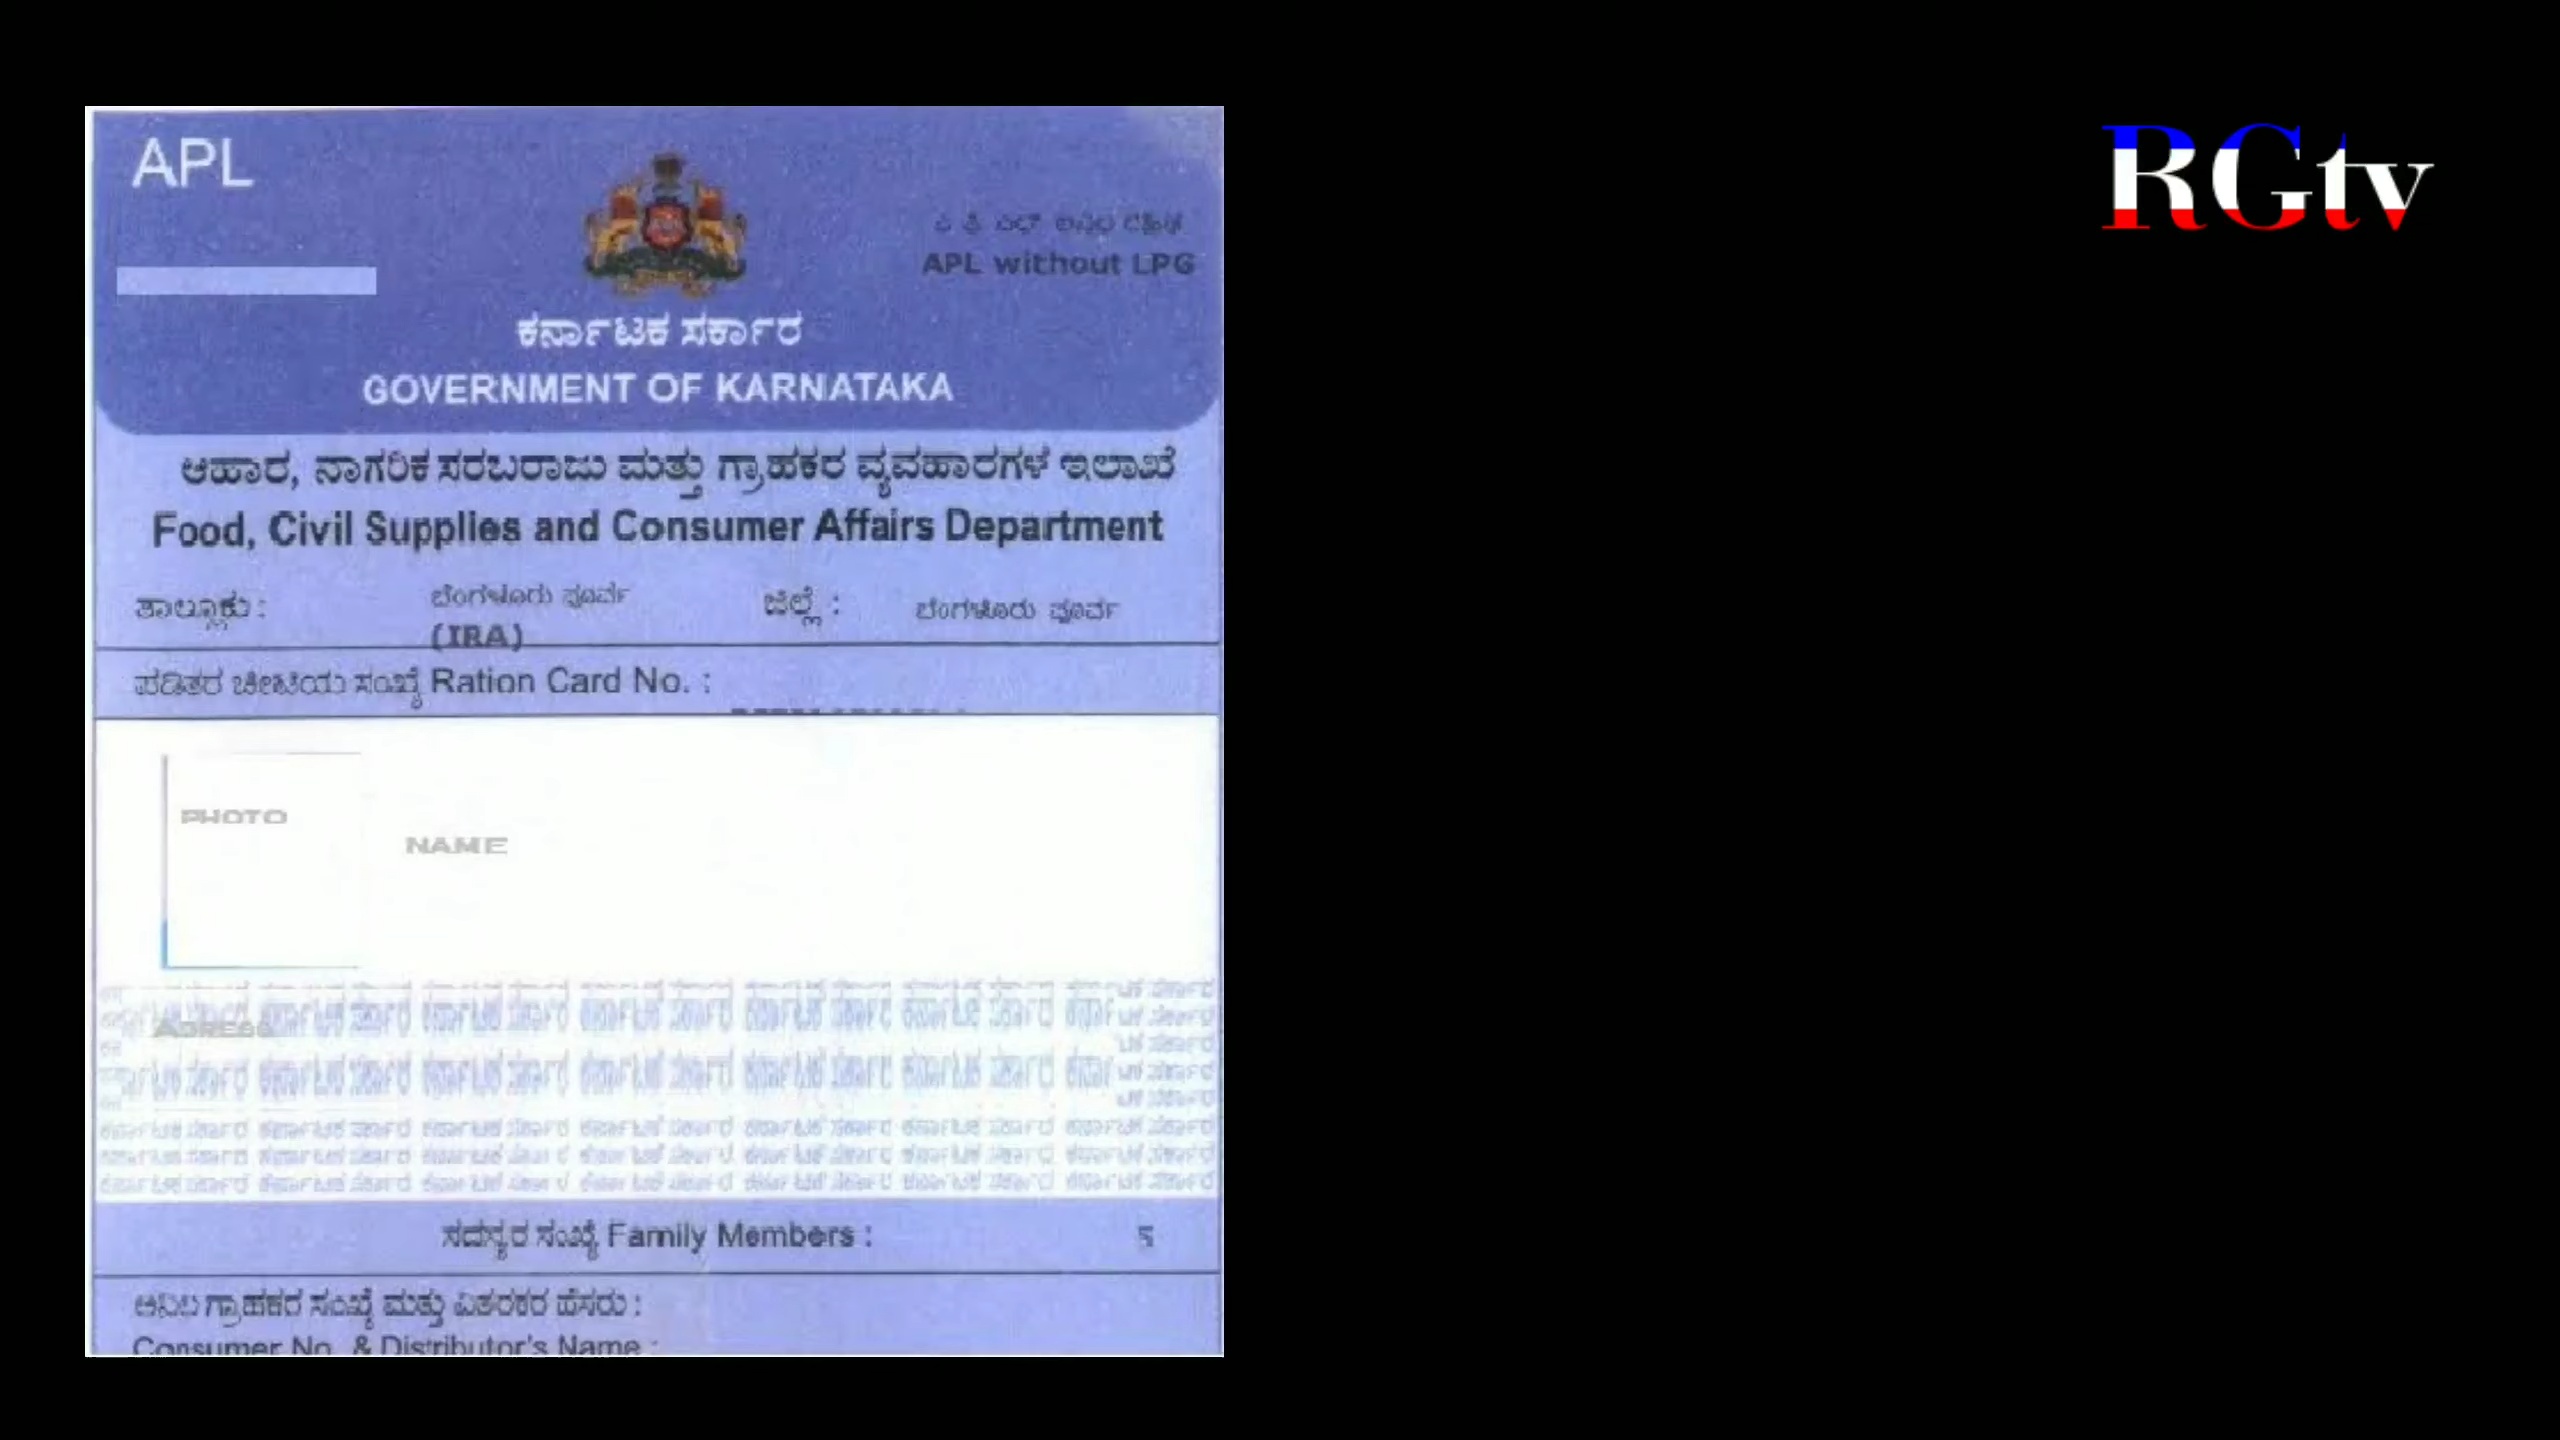 APL
RGtv
ಎ ಪಿ ಎಲ್ ಅನಿಲ ರಹಿತ
APL without LPG
ಕರ್ನಾಟಕ ಸರ್ಕಾರ
GOVERNMENT OF KARNATAKA
ಆಹಾರ, ನಾಗರಿಕ ಸರಬರಾಜು ಮತ್ತು ಗ್ರಾಹಕರ ವ್ಯವಹಾರಗಳ ಇಲಾಖೆ
Food, Civil Supplies and Consumer Affairs Department
ತಾಲ್ಲೂಕು : ಬೆಂಗಳೂರು ಪೂರ್ವ ಜಿಲ್ಲೆ : ಬೆಂಗಳೂರು ಪೂರ್ವ
(IRA)
ಪಡಿತರ ಚೀಟಿಯ ಸಂಖ್ಯೆ Ration Card No. :
PHOTO
NAME
ADRESS
ಸದಸ್ಯರ ಸಂಖ್ಯೆ Family Members : 5
ಅನಿಲ ಗ್ರಾಹಕರ ಸಂಖ್ಯೆ ಮತ್ತು ವಿತರಕರ ಹೆಸರು :
Consumer No. & Distributor's Name :